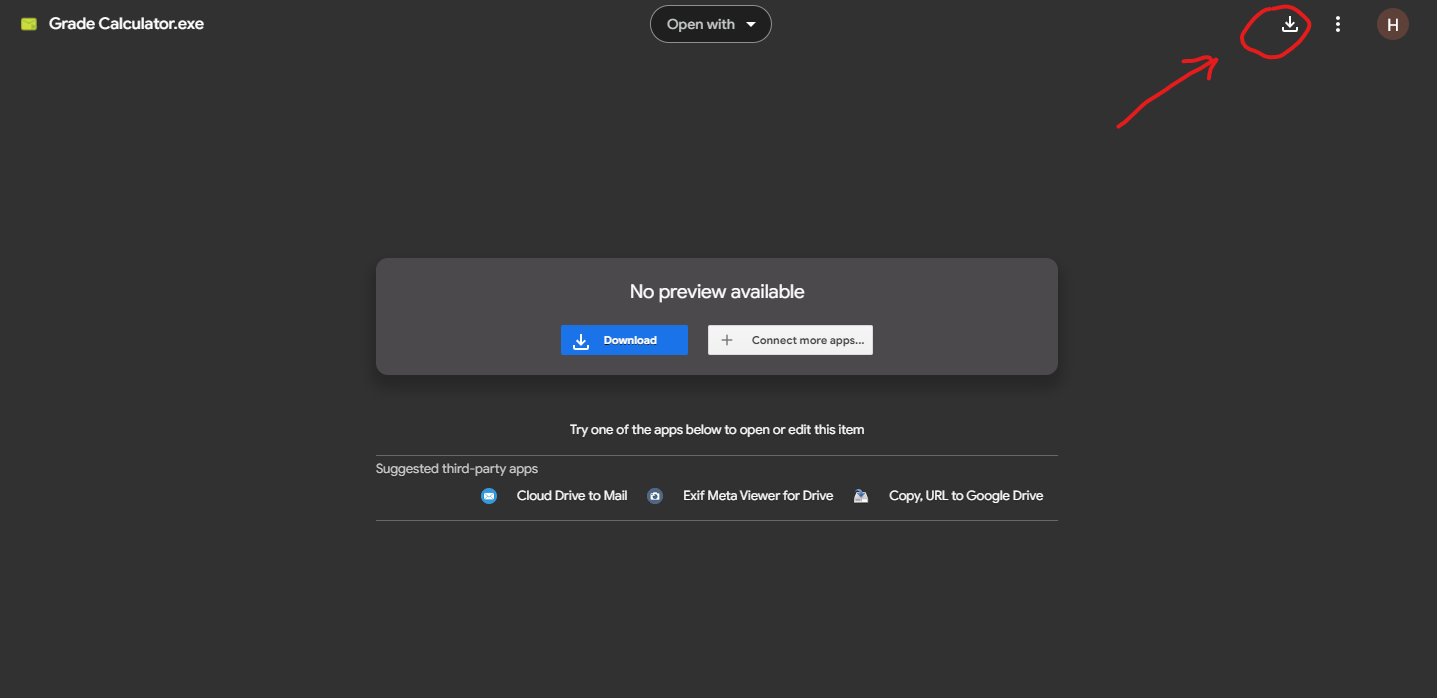 Grade Calculator.exe
Open with
H
No preview available
Download
Connect more apps...
Try one of the apps below to open or edit this item
Suggested third-party apps
Cloud Drive to Mail
Exif Meta Viewer for Drive
Copy, URL to Google Drive